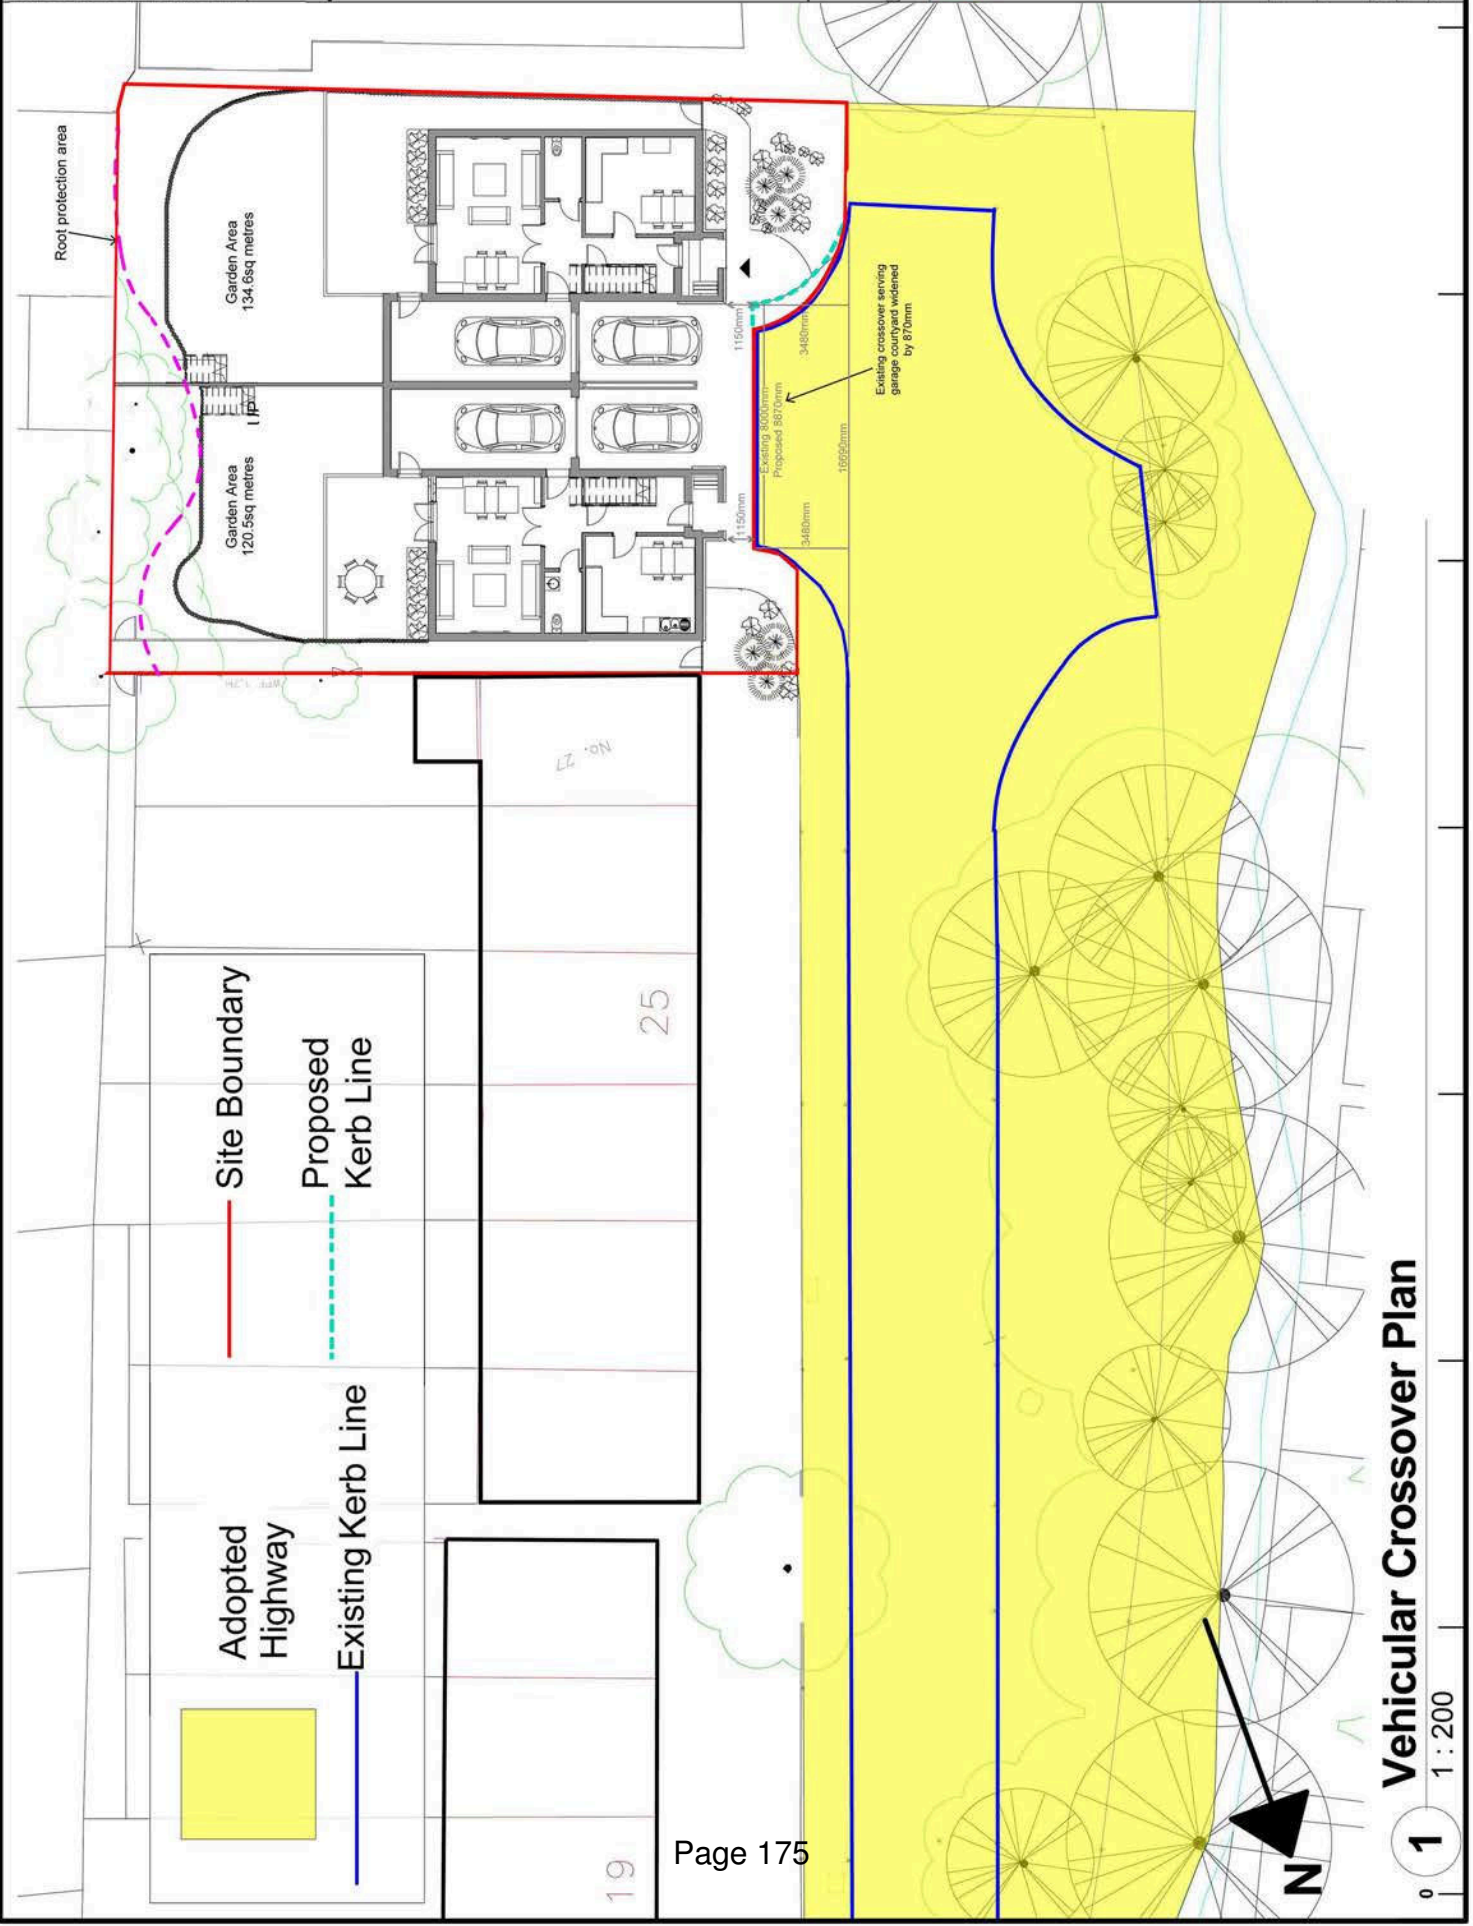 Root protection area
Garden Area
134.6sq metres
Garden Area
120.5sq metres
UP
1150mm
3480mm
Existing 8000mm
Proposed 8870mm
16690mm
1150mm
3480mm
Existing crossover serving
garage courtyard widened
by 870mm
No. 27
25
19
Site Boundary
Proposed
Kerb Line
Adopted
Highway
Existing Kerb Line
Page 175
N
1
Vehicular Crossover Plan
1 : 200
0